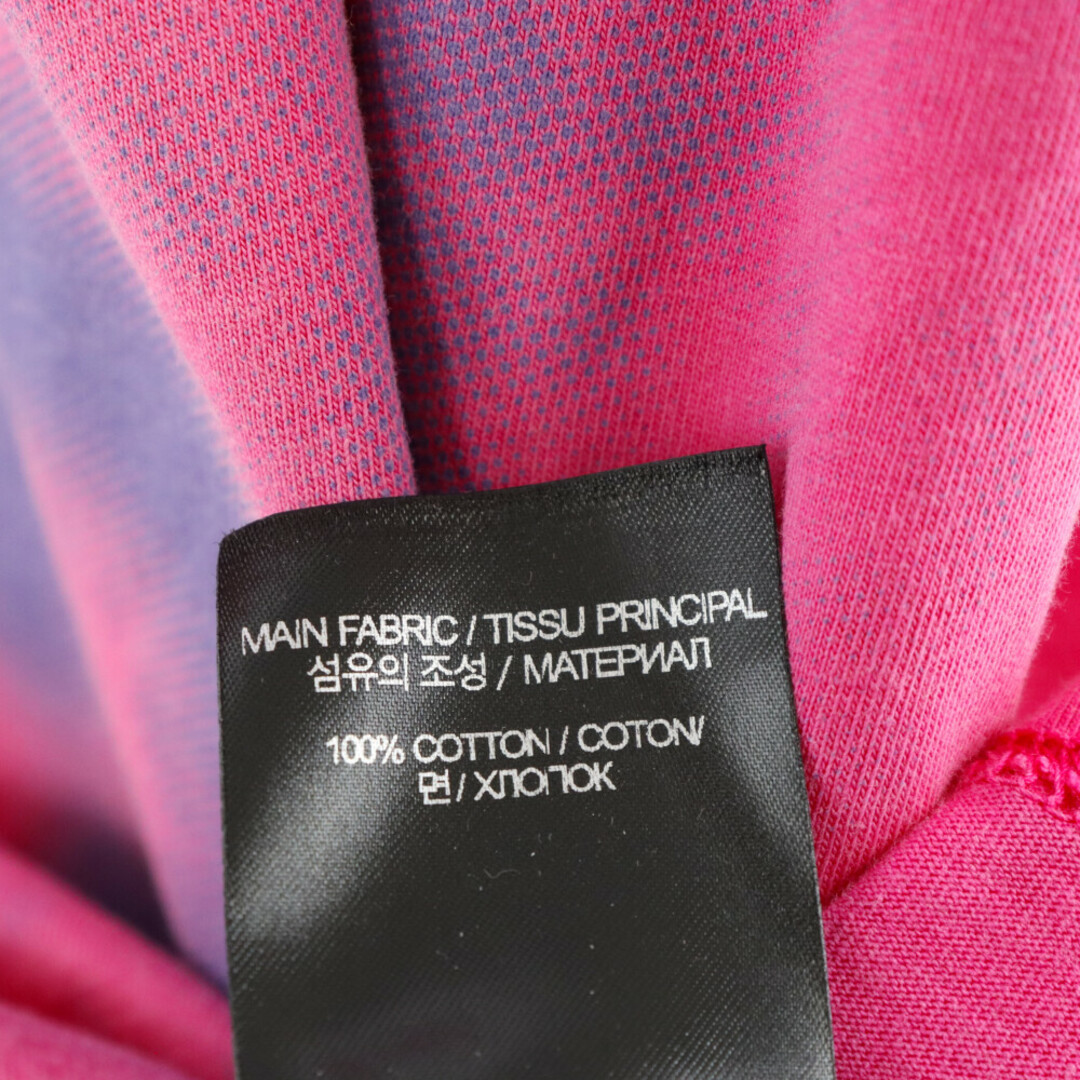 MAIN FABRIC / TISSU PRINCIPAL
섬유의 조성 / МАТЕРИАЛ
100% COTTON / COTON/
면 / ХЛОПОК